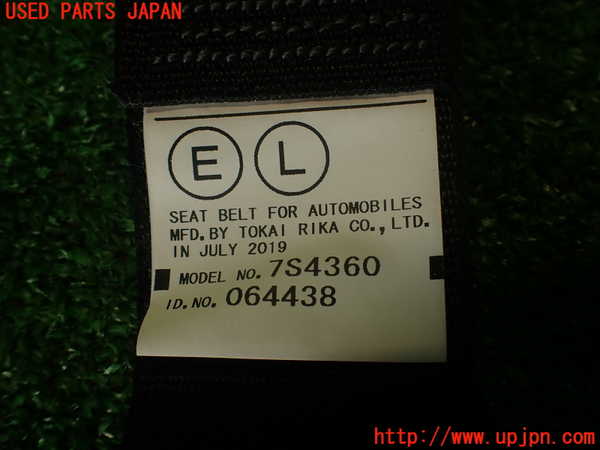 USED PARTS JAPAN
E L
SEAT BELT FOR AUTOMOBILES
MFD. BY TOKAI RIKA CO., LTD.
IN JULY 2019
MODEL NO. 7S4360
ID. NO. 064438
http://www.upjpn.com/